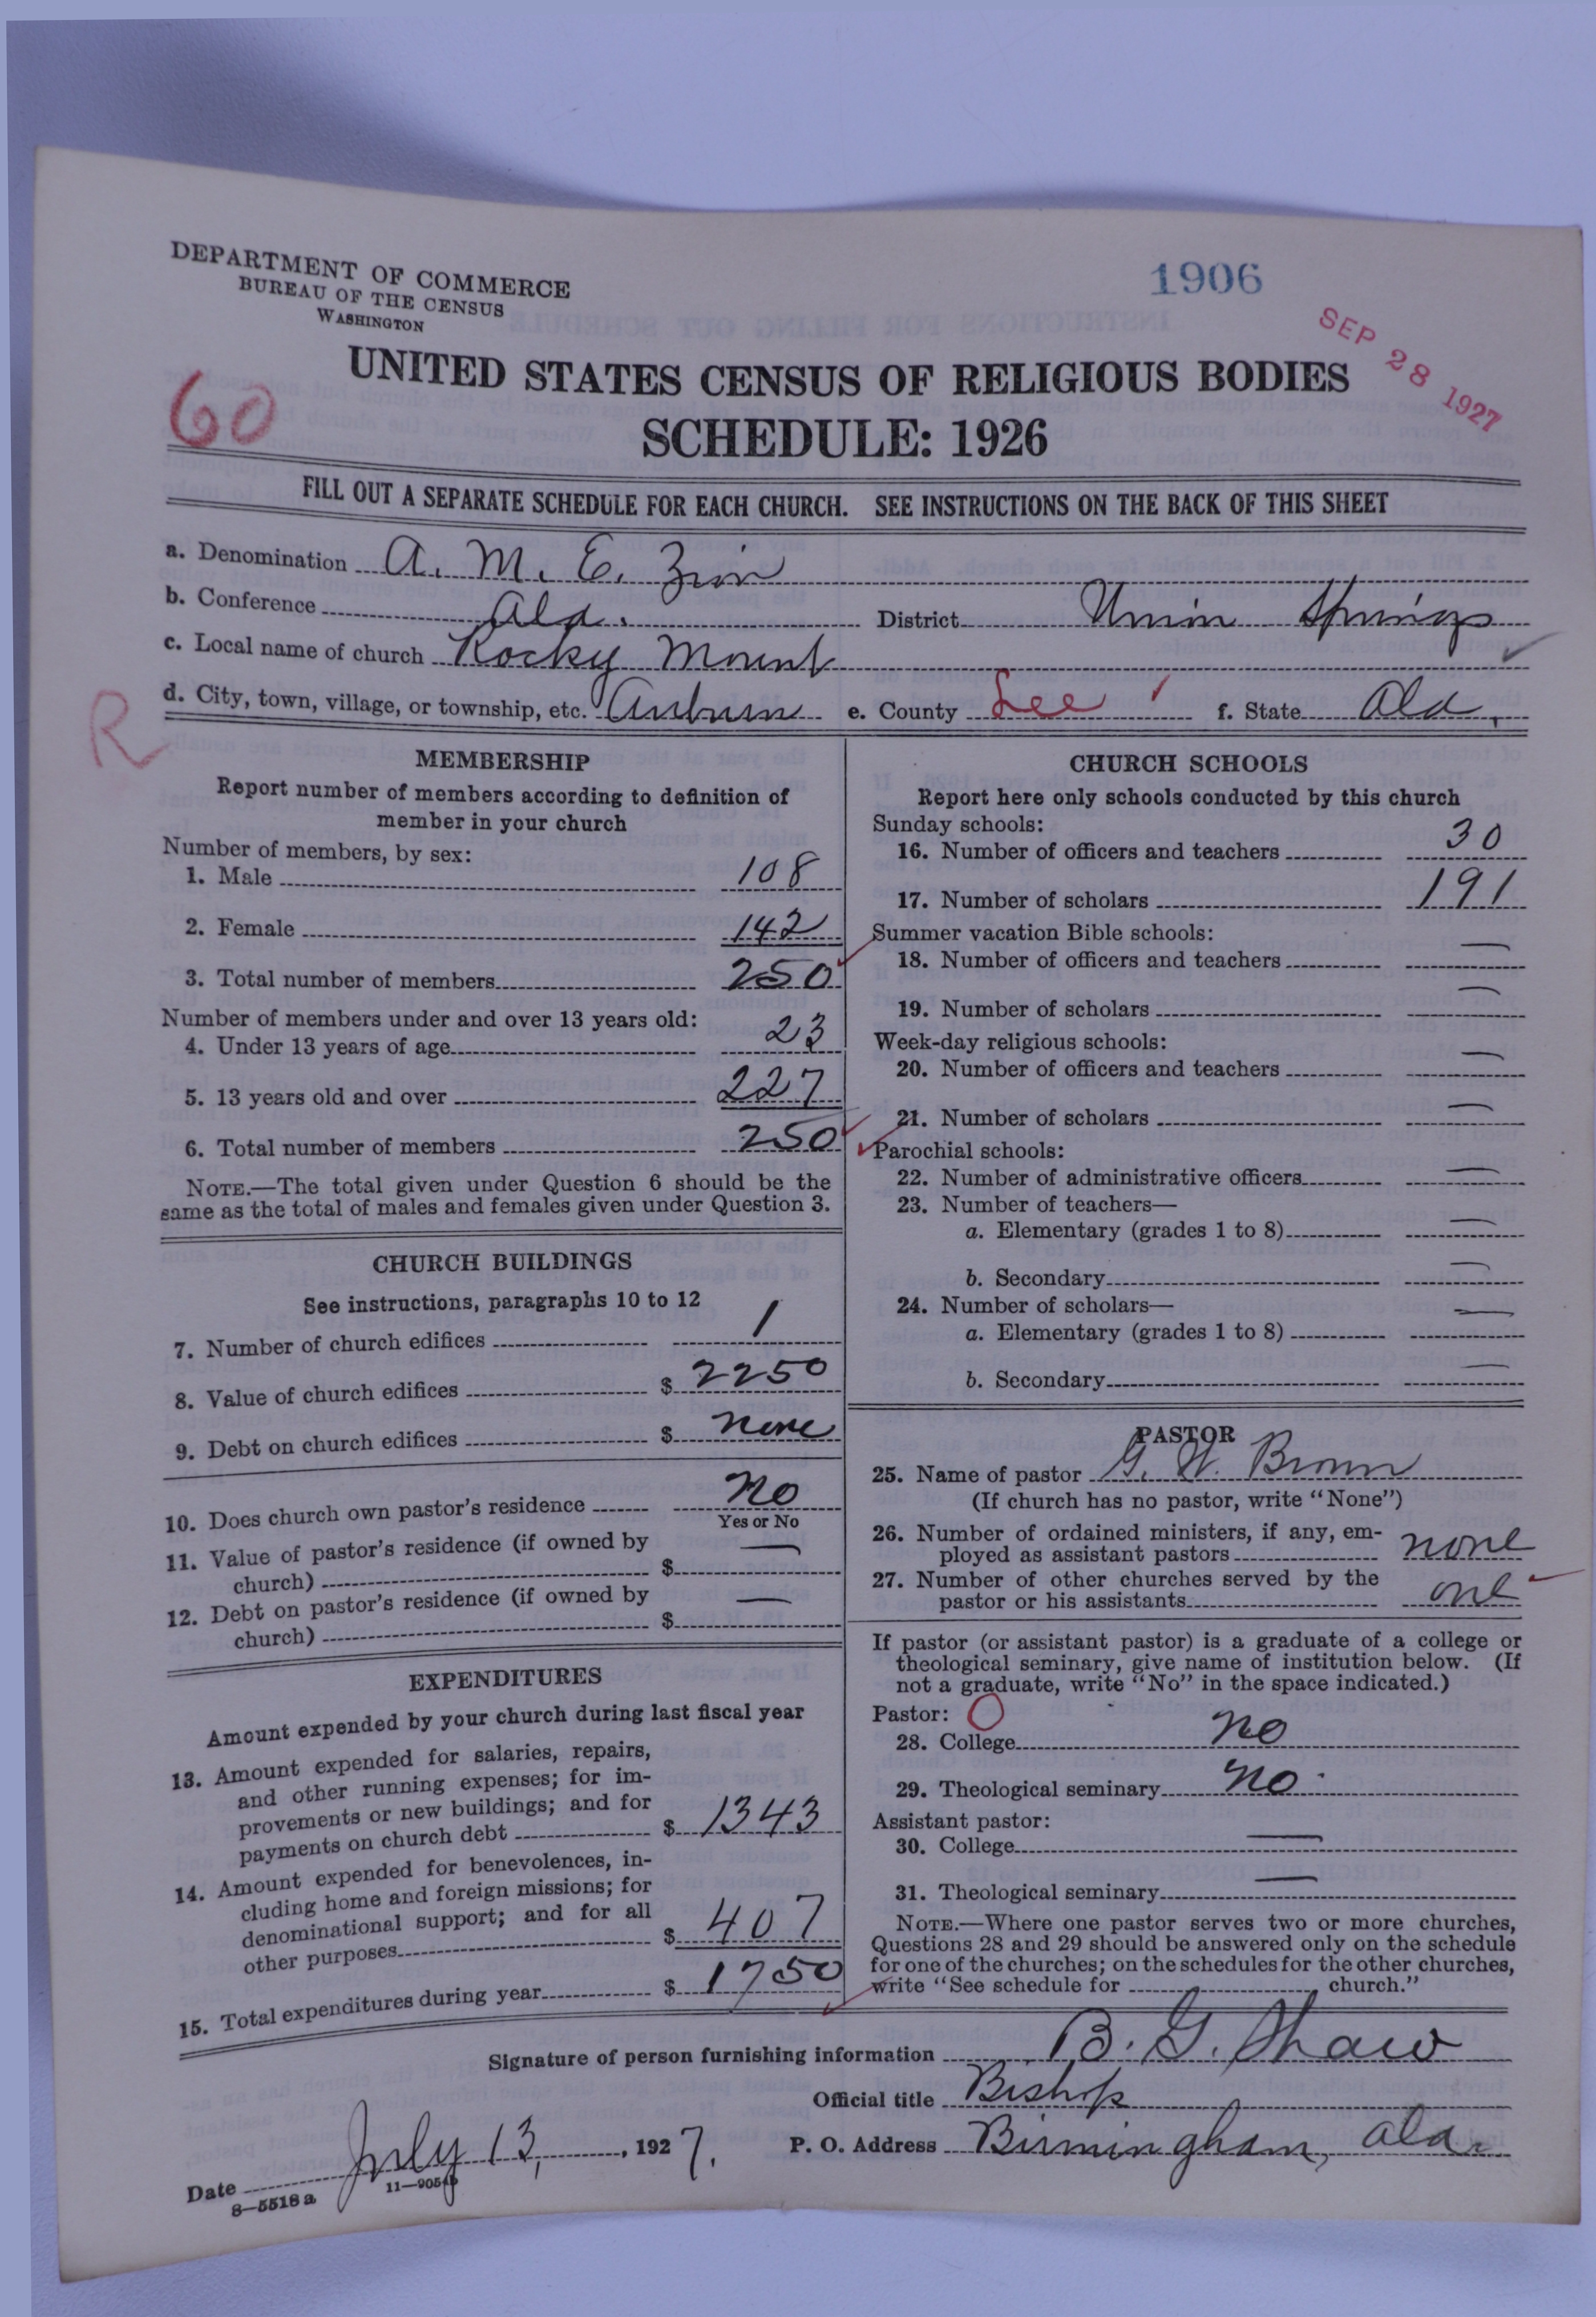 DEPARTMENT OF COMMERCE
BUREAU OF THE CENSUS
WASHINGTON
1906
SEP 28 1927
60
UNITED STATES CENSUS OF RELIGIOUS BODIES
SCHEDULE: 1926
FILL OUT A SEPARATE SCHEDULE FOR EACH CHURCH. SEE INSTRUCTIONS ON THE BACK OF THIS SHEET
a. Denomination A. M. E. Zion
b. Conference Ala. District Union Springs
c. Local name of church Rocky Mount
R
d. City, town, village, or township, etc. Auburn e. County Lee f. State Ala.
MEMBERSHIP
Report number of members according to definition of
member in your church
Number of members, by sex:
1. Male 108
2. Female 142
3. Total number of members 250
Number of members under and over 13 years old:
4. Under 13 years of age 23
5. 13 years old and over 227
6. Total number of members 250
NOTE.—The total given under Question 6 should be the
same as the total of males and females given under Question 3.
CHURCH BUILDINGS
See instructions, paragraphs 10 to 12
7. Number of church edifices 1
8. Value of church edifices $ 2250
9. Debt on church edifices $ none
10. Does church own pastor's residence No
Yes or No
11. Value of pastor's residence (if owned by
church) $ —
12. Debt on pastor's residence (if owned by
church) $ —
EXPENDITURES
Amount expended by your church during last fiscal year
13. Amount expended for salaries, repairs,
and other running expenses; for im-
provements or new buildings; and for
payments on church debt $ 1343
14. Amount expended for benevolences, in-
cluding home and foreign missions; for
denominational support; and for all
other purposes $ 407
15. Total expenditures during year $ 1750
CHURCH SCHOOLS
Report here only schools conducted by this church
Sunday schools:
16. Number of officers and teachers 30
17. Number of scholars 191
Summer vacation Bible schools:
18. Number of officers and teachers —
19. Number of scholars —
Week-day religious schools:
20. Number of officers and teachers —
21. Number of scholars —
Parochial schools:
22. Number of administrative officers —
23. Number of teachers—
a. Elementary (grades 1 to 8) —
b. Secondary —
24. Number of scholars—
a. Elementary (grades 1 to 8) —
b. Secondary —
PASTOR
25. Name of pastor G. W. Brown
(If church has no pastor, write "None")
26. Number of ordained ministers, if any, em-
ployed as assistant pastors none
27. Number of other churches served by the
pastor or his assistants one
If pastor (or assistant pastor) is a graduate of a college or
theological seminary, give name of institution below. (If
not a graduate, write "No" in the space indicated.)
Pastor: O
28. College no
29. Theological seminary no.
Assistant pastor:
30. College —
31. Theological seminary —
NOTE.—Where one pastor serves two or more churches,
Questions 28 and 29 should be answered only on the schedule
for one of the churches; on the schedules for the other churches,
write "See schedule for church."
Signature of person furnishing information B. G. Shaw
Official title Bishop
Date July 13, 1927. P. O. Address Birmingham, Ala.
8—5518 a 11—9054b